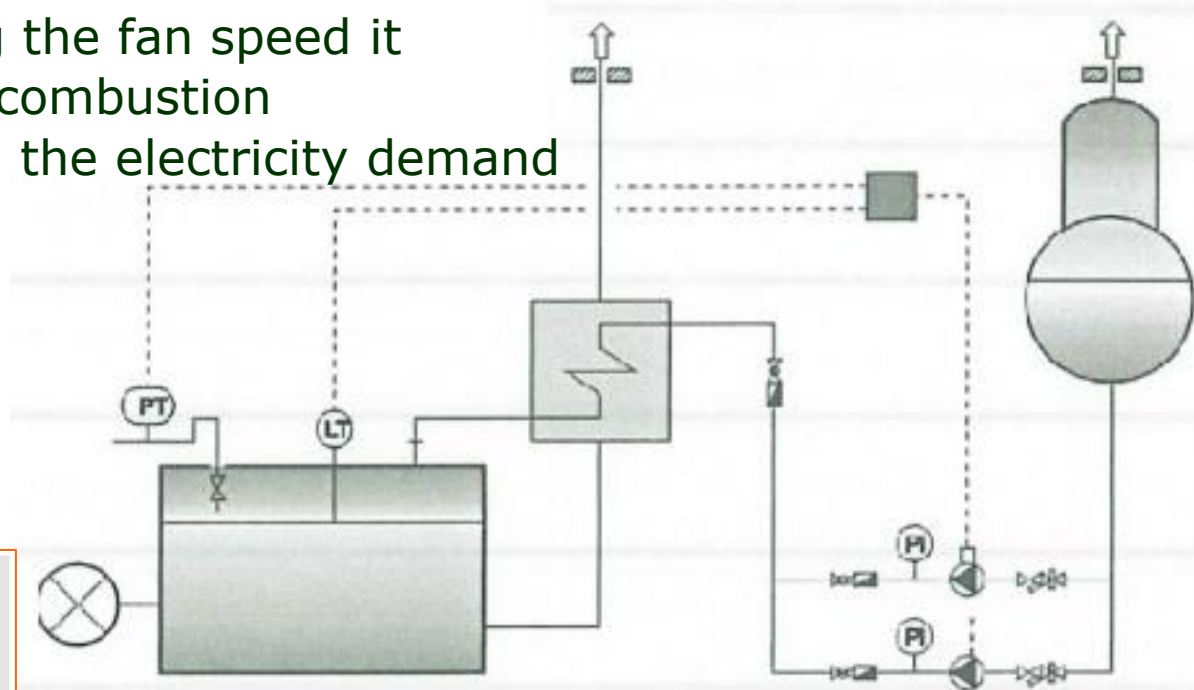 g the fan speed it
combustion
the electricity demand
PT
LT
PI
PI